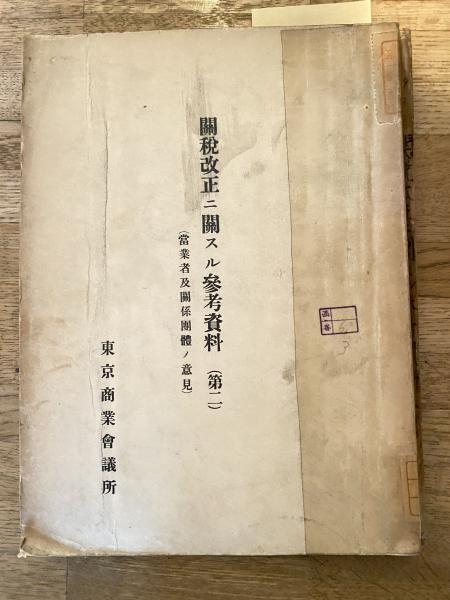 關稅改正ニ關スル參考資料（第二）
（當業者及關係團體ノ意見）
東京商業會議所